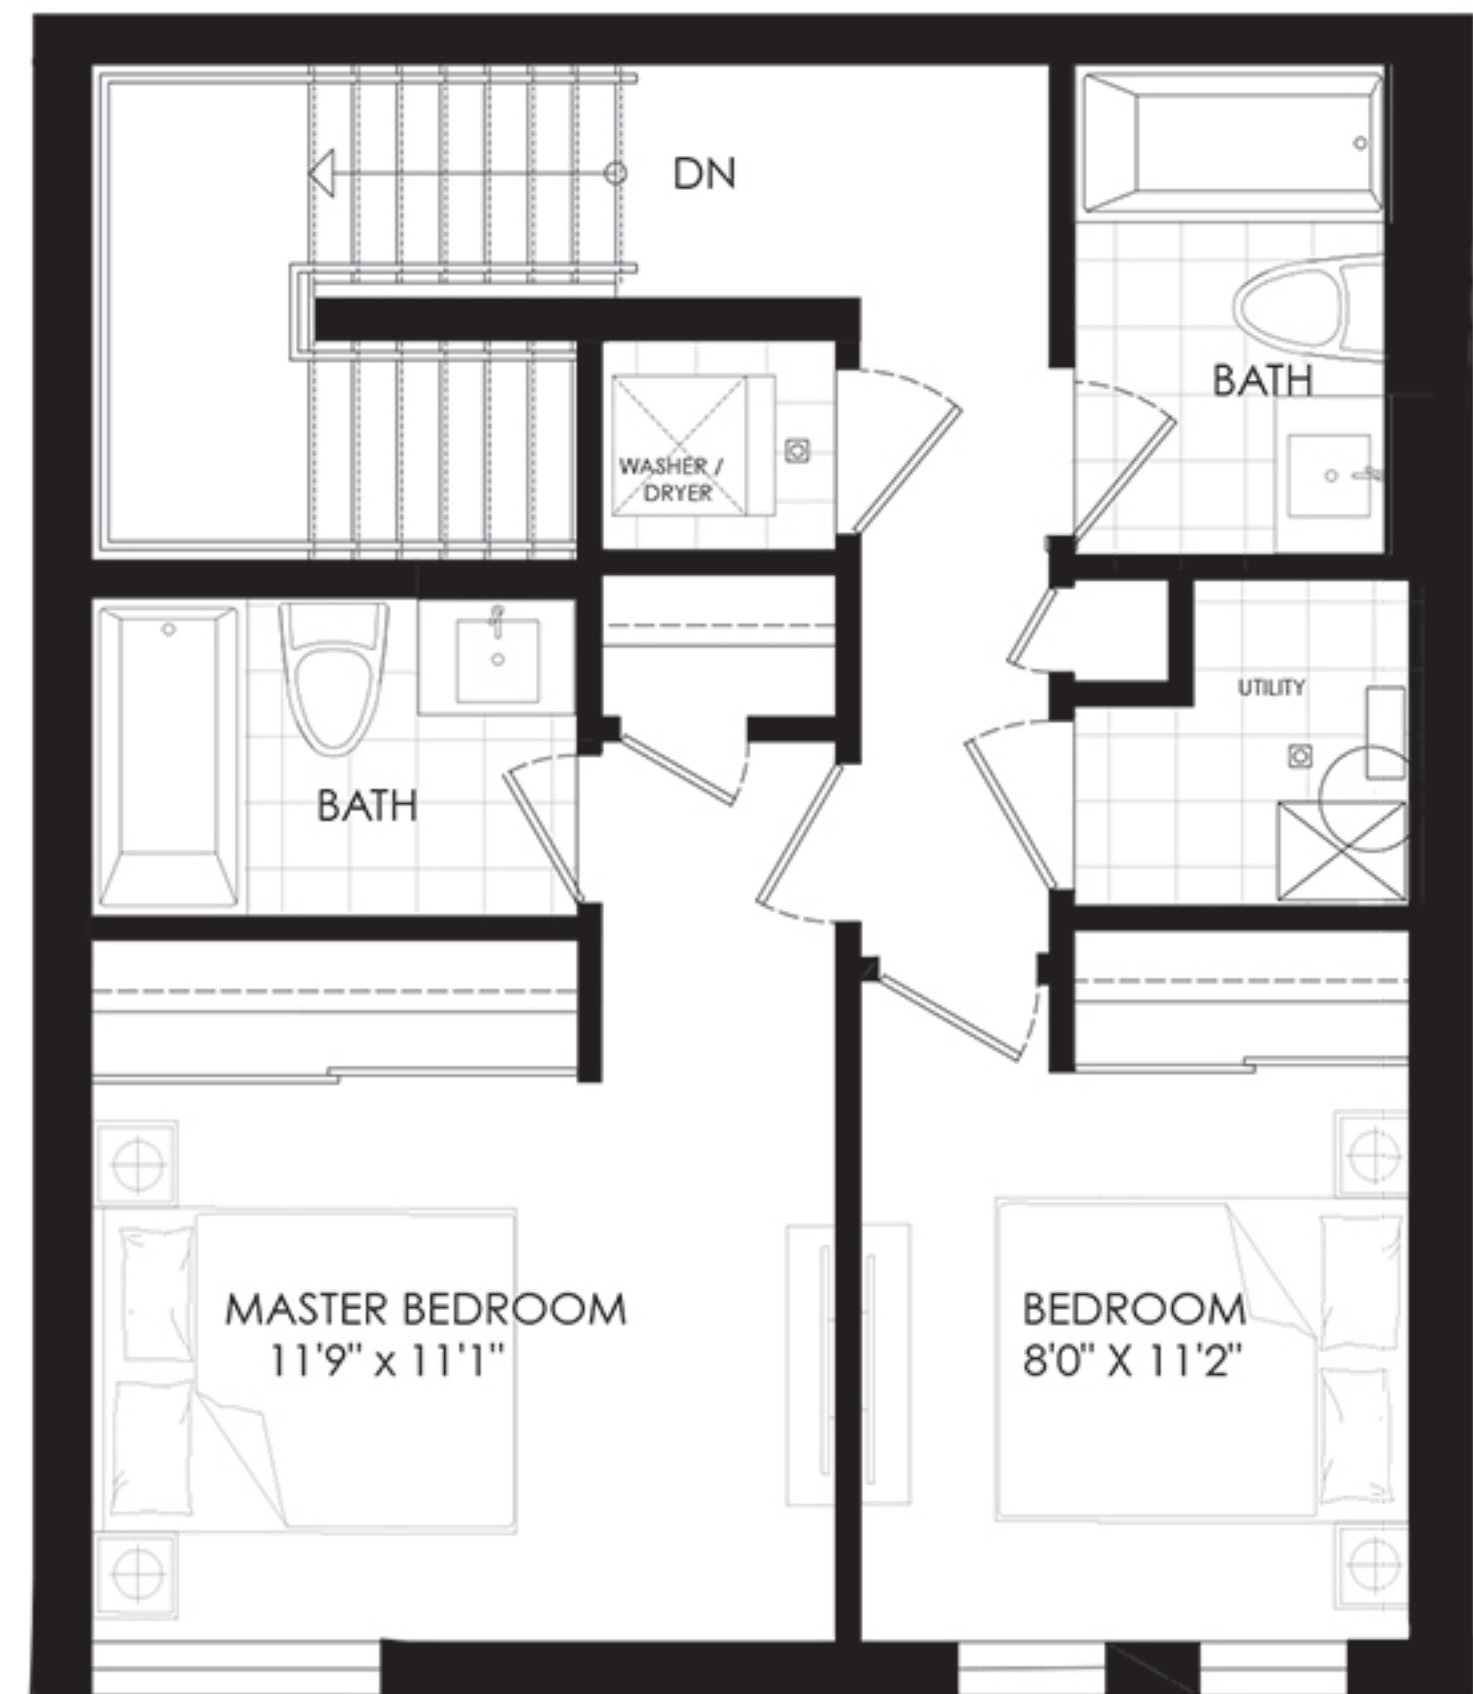 DN
BATH
WASHER /
DRYER
UTILITY
BATH
MASTER BEDROOM
11'9" x 11'1"
BEDROOM
8'0" X 11'2"